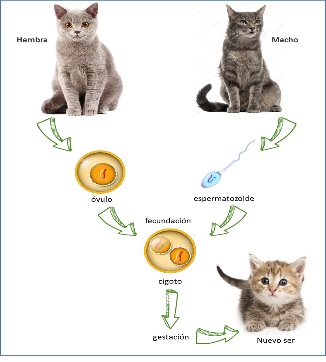 Hembra
Macho
óvulo
espermatozoide
fecundación
cigoto
gestación
Nuevo ser